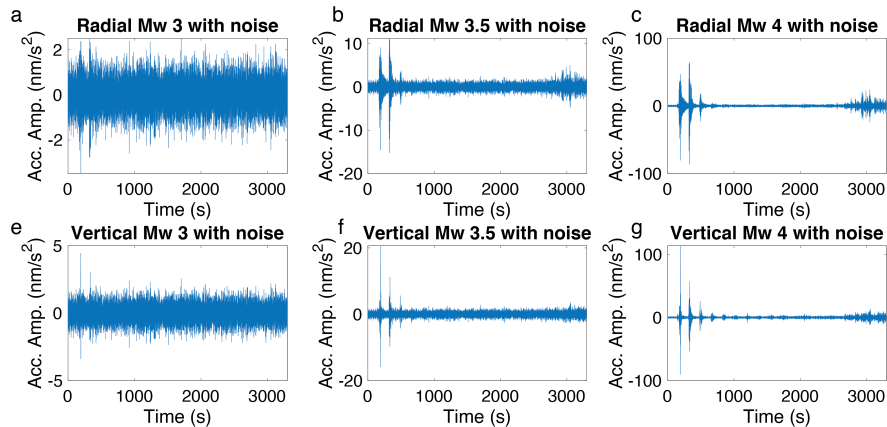 a
Radial Mw 3 with noise
Acc. Amp. (nm/s²)
2
0
-2
0
1000
2000
3000
Time (s)
b
Radial Mw 3.5 with noise
Acc. Amp. (nm/s²)
10
0
-10
-20
0
1000
2000
3000
Time (s)
c
Radial Mw 4 with noise
Acc. Amp. (nm/s²)
100
0
-100
0
1000
2000
3000
Time (s)
e
Vertical Mw 3 with noise
Acc. Amp. (nm/s²)
5
0
-5
0
1000
2000
3000
Time (s)
f
Vertical Mw 3.5 with noise
Acc. Amp. (nm/s²)
20
0
-20
0
1000
2000
3000
Time (s)
g
Vertical Mw 4 with noise
Acc. Amp. (nm/s²)
100
0
-100
0
1000
2000
3000
Time (s)